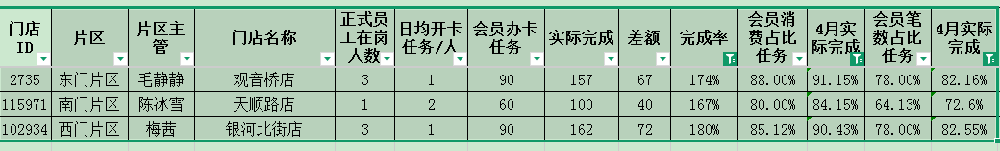 门店ID 片区 片区主管 门店名称 正式员工在岗人数 日均开卡任务/人 会员办卡任务 实际完成 差额 完成率 会员消费占比任务 4月实际完成 会员笔数占比任务 4月实际完成
2735 东门片区 毛静静 观音桥店 3 1 90 157 67 174% 88.00% 91.15% 78.00% 82.16%
115971 南门片区 陈冰雪 天顺路店 1 2 60 100 40 167% 80.00% 84.15% 64.13% 72.6%
102934 西门片区 梅茜 银河北街店 3 1 90 162 72 180% 85.12% 90.43% 78.00% 82.55%